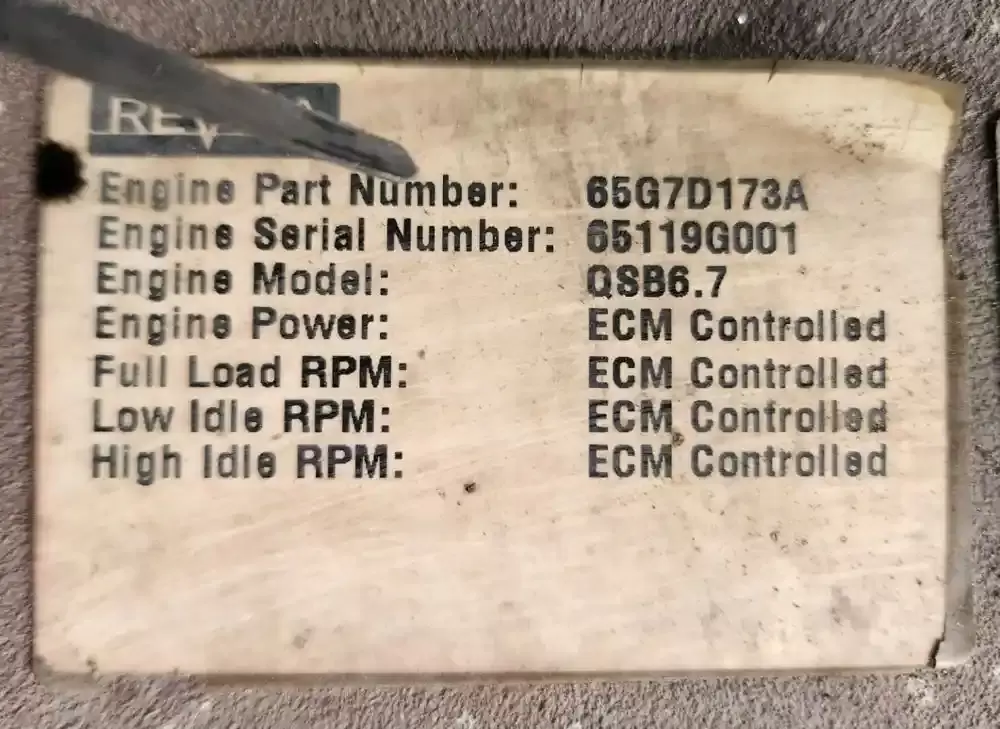 Engine Part Number: 65G7D173A
Engine Serial Number: 65119G001
Engine Model: QSB6.7
Engine Power: ECM Controlled
Full Load RPM: ECM Controlled
Low Idle RPM: ECM Controlled
High Idle RPM: ECM Controlled